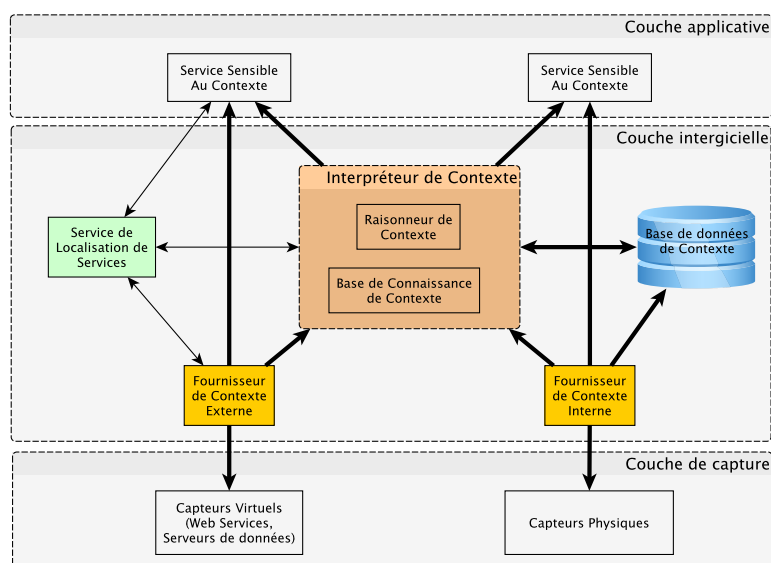 Couche applicative
Service Sensible
Au Contexte
Service Sensible
Au Contexte
Couche intergicielle
Interpréteur de Contexte
Raisonneur de
Contexte
Base de Connaissance
de Contexte
Service de
Localisation de
Services
Base de données
de Contexte
Fournisseur
de Contexte
Externe
Fournisseur
de Contexte
Interne
Couche de capture
Capteurs Virtuels
(Web Services,
Serveurs de données)
Capteurs Physiques